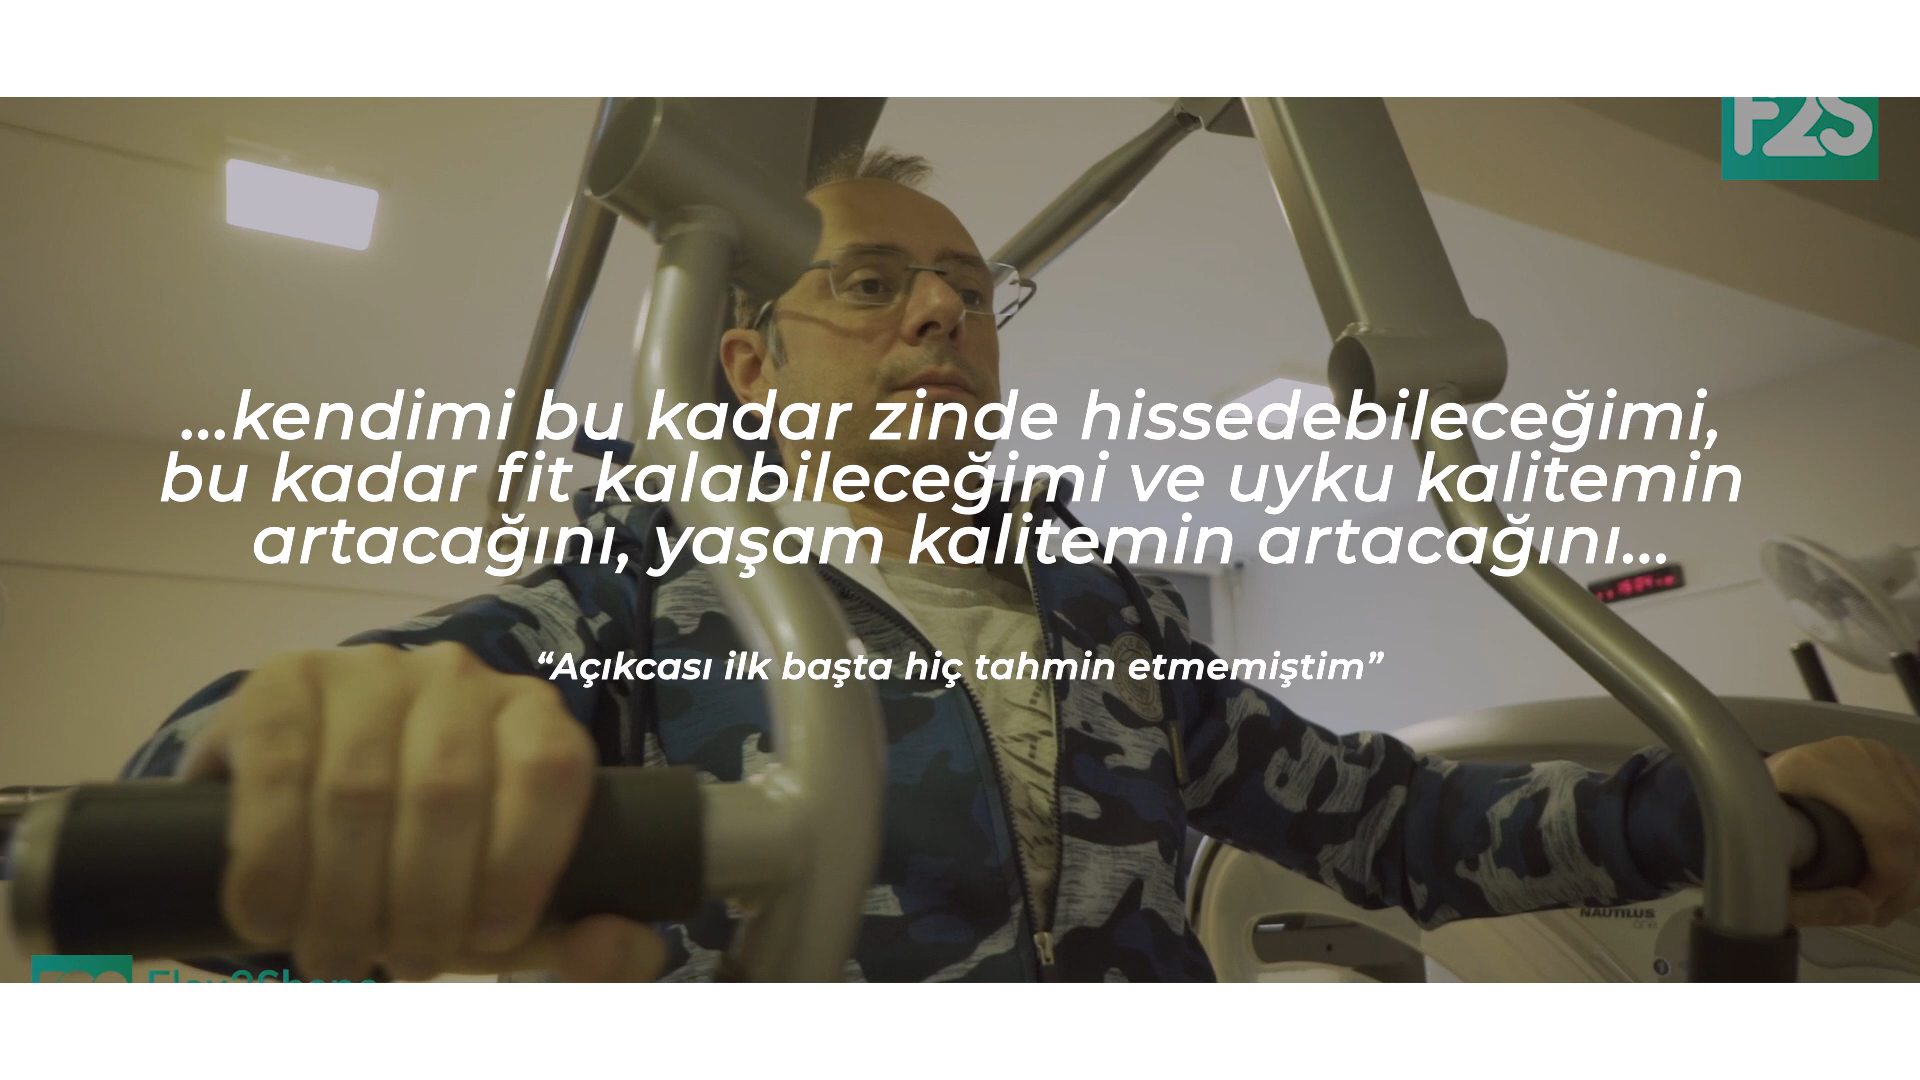 F2S
...kendimi bu kadar zinde hissedebileceğimi,
bu kadar fit kalabileceğimi ve uyku kalitemin
artacağını, yaşam kalitemin artacağını...
“Açıkcası ilk başta hiç tahmin etmemiştim”
NAUTILUS
one